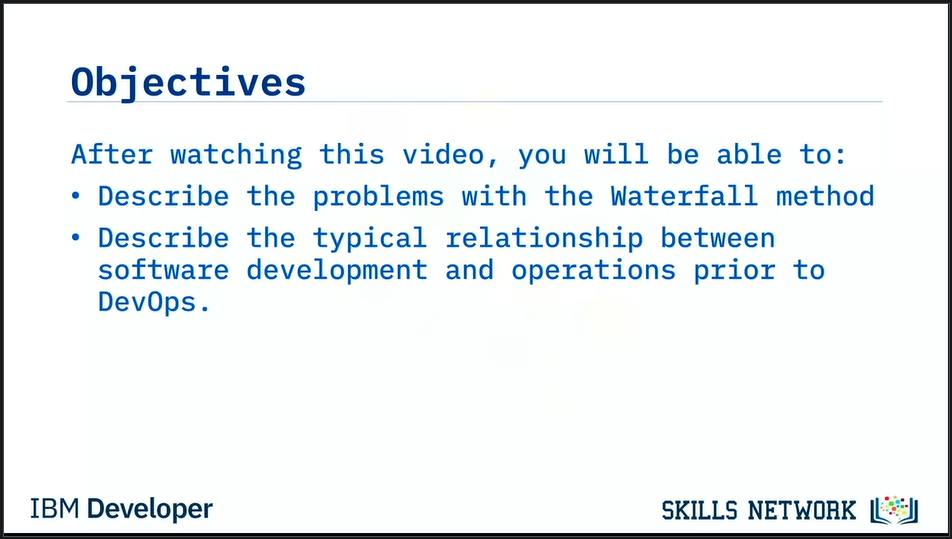 Objectives
After watching this video, you will be able to:
• Describe the problems with the Waterfall method
• Describe the typical relationship between
software development and operations prior to
DevOps.
IBM Developer
SKILLS NETWORK